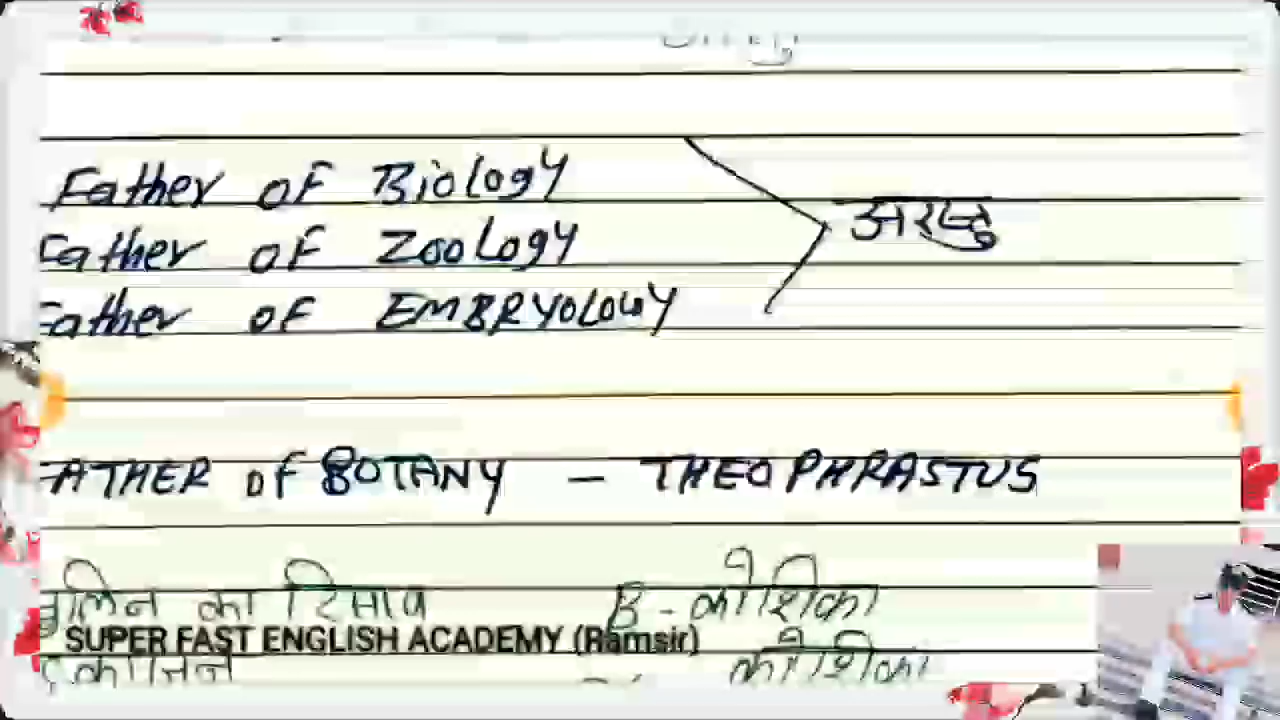 Father of Biology
Father of Zoology अरस्तु
Father of EMBRYOLOGY
FATHER OF BOTANY - THEOPHRASTUS
का रिसाव B - कोशिका
SUPER FAST ENGLISH ACADEMY (Ramsir)
कोशिका